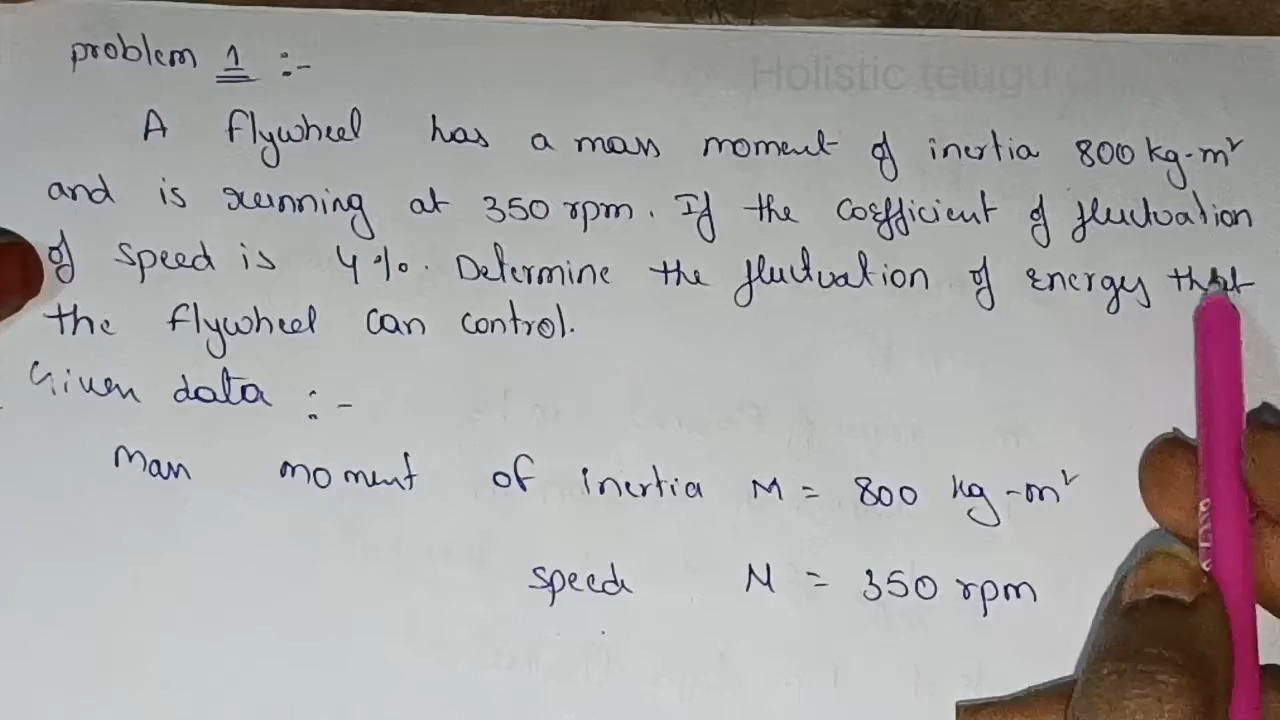 Holistic telugu
problem 1 :-
A flywheel has a mass moment of inertia 800 kg-m²
and is running at 350 rpm. If the coefficient of fluctuation
of speed is 4%. Determine the fluctuation of energy that
the flywheel can control.
Given data :-
Mass moment of inertia M = 800 kg-m²
speed N = 350 rpm